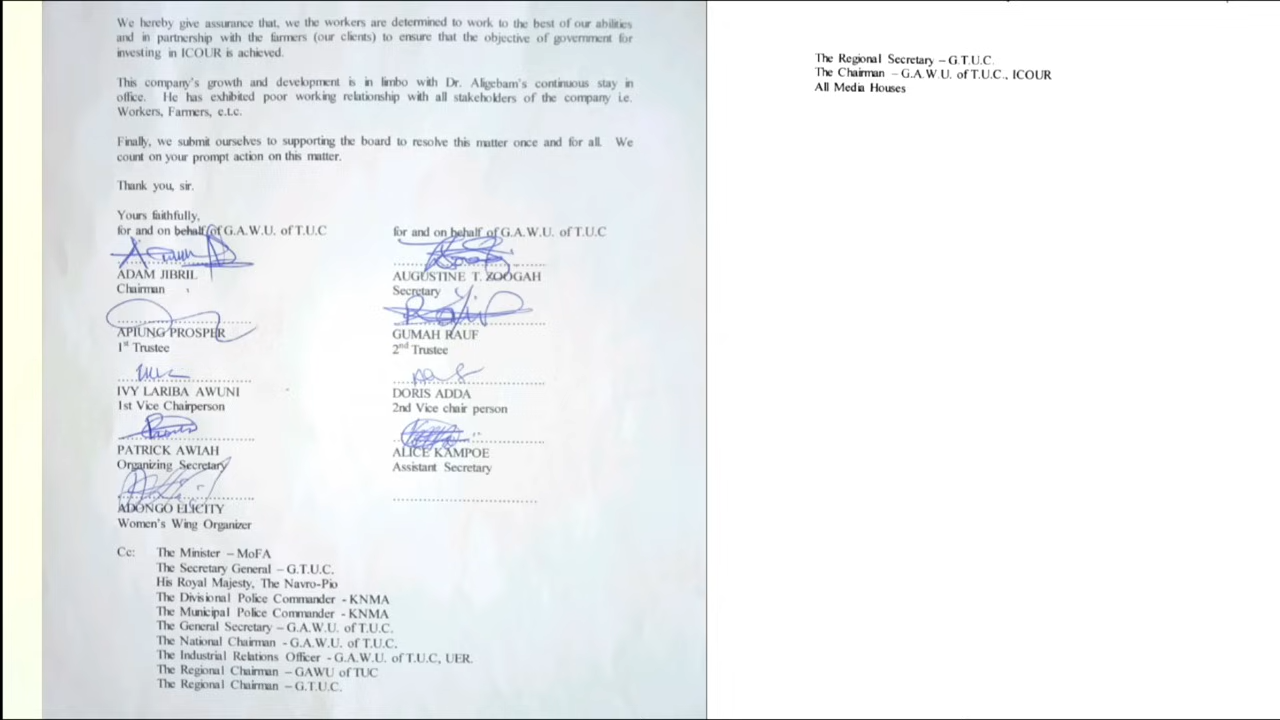 We hereby give assurance that, we the workers are determined to work to the best of our abilities
and in partnership with the farmers (our clients) to ensure that the objective of government for
investing in ICOUR is achieved.
This company's growth and development is in limbo with Dr. Aligebam's continuous stay in
office. He has exhibited poor working relationship with all stakeholders of the company i.e.
Workers, Farmers, e.t.c.
Finally, we submit ourselves to supporting the board to resolve this matter once and for all. We
count on your prompt action on this matter.
Thank you, sir.
Yours faithfully,
for and on behalf of G.A.W.U. of T.U.C
ADAM JIBRIL
Chairman
APIUNG PROSPER
1st Trustee
IVY LARIBA AWUNI
1st Vice Chairperson
PATRICK AWIAH
Organizing Secretary
ADONGO ELICITY
Women's Wing Organizer
for and on behalf of G.A.W.U. of T.U.C
AUGUSTINE T. ZOOGAH
Secretary
GUMAH RAUF
2nd Trustee
DORIS ADDA
2nd Vice chair person
ALICE KAMPOE
Assistant Secretary
Cc: The Minister – MoFA
The Secretary General – G.T.U.C.
His Royal Majesty, The Navro-Pio
The Divisional Police Commander - KNMA
The Municipal Police Commander - KNMA
The General Secretary – G.A.W.U. of T.U.C.
The National Chairman - G.A.W.U. of T.U.C.
The Industrial Relations Officer - G.A.W.U. of T.U.C, UER.
The Regional Chairman – GAWU of TUC
The Regional Chairman – G.T.U.C.
The Regional Secretary – G.T.U.C.
The Chairman – G.A.W.U. of T.U.C., ICOUR
All Media Houses